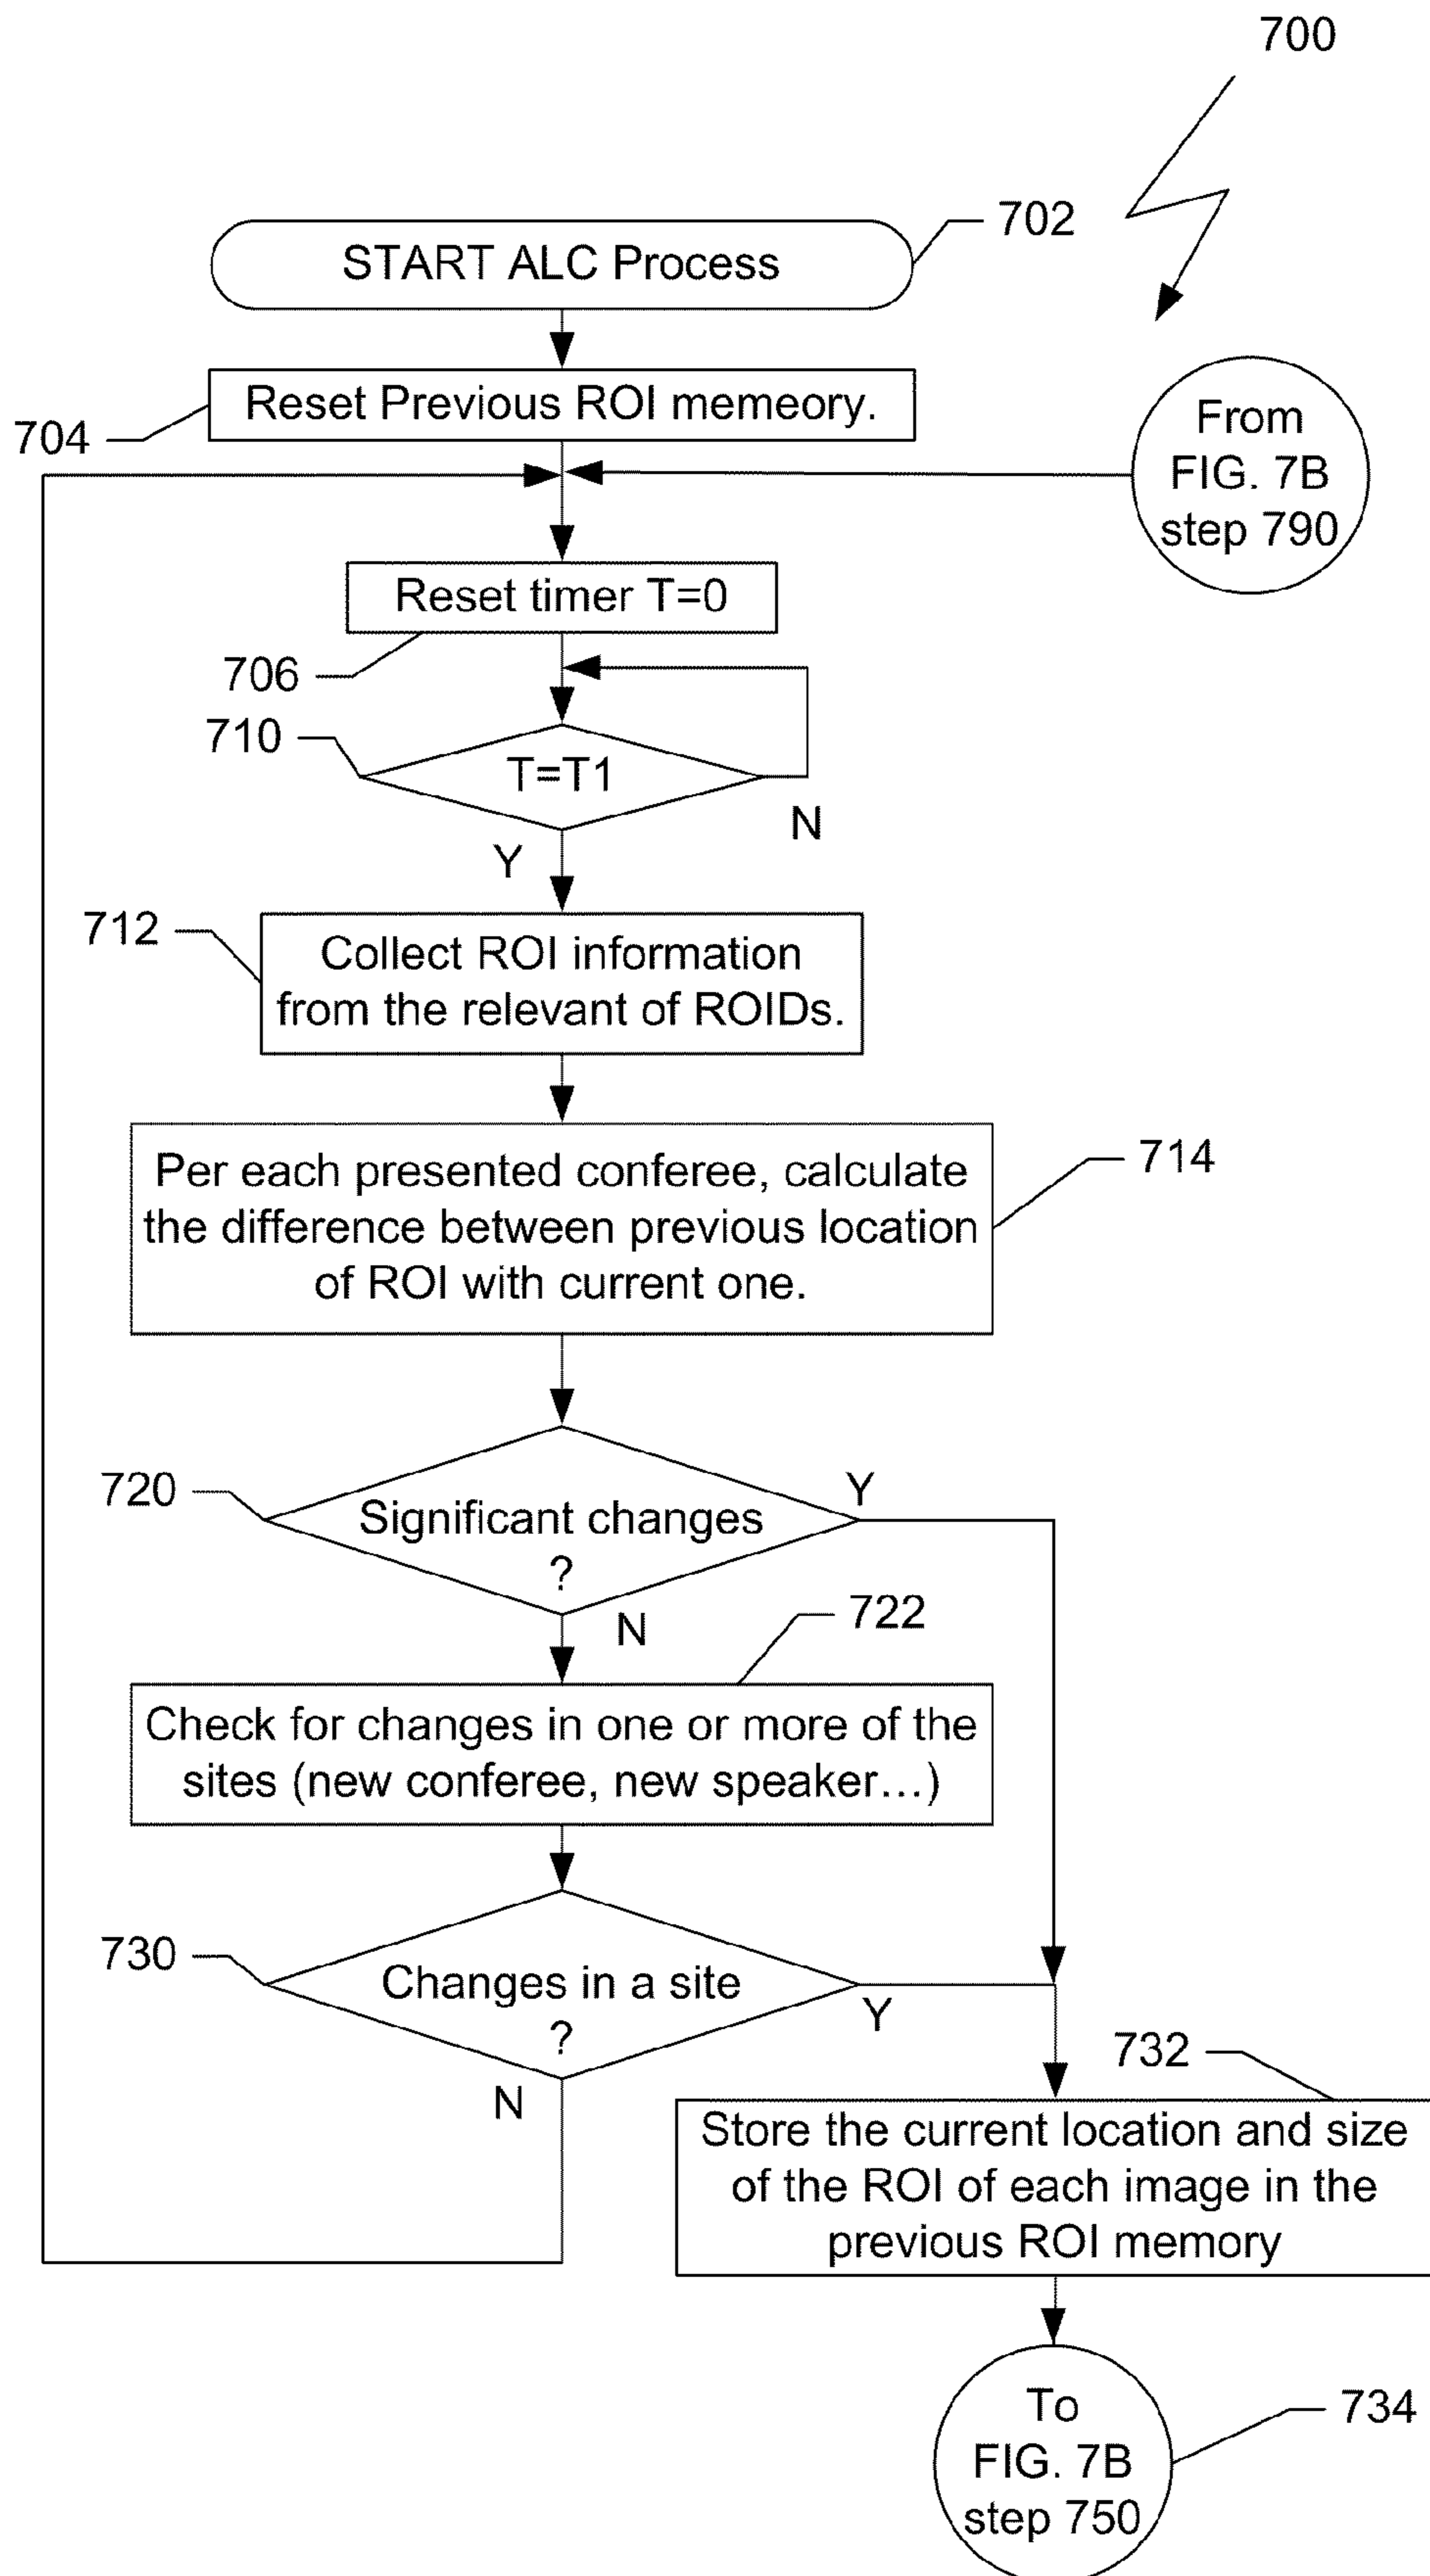 700
702
START ALC Process
Reset Previous ROI memeory.
704
From
FIG. 7B
step 790
Reset timer T=0
706
710
T=T1
N
Y
712
Collect ROI information
from the relevant of ROIDs.
714
Per each presented conferee, calculate
the difference between previous location
of ROI with current one.
720
Y
Significant changes
?
N
722
Check for changes in one or more of the
sites (new conferee, new speaker...)
730
Changes in a site
?
Y
N
732
Store the current location and size
of the ROI of each image in the
previous ROI memory
734
To
FIG. 7B
step 750